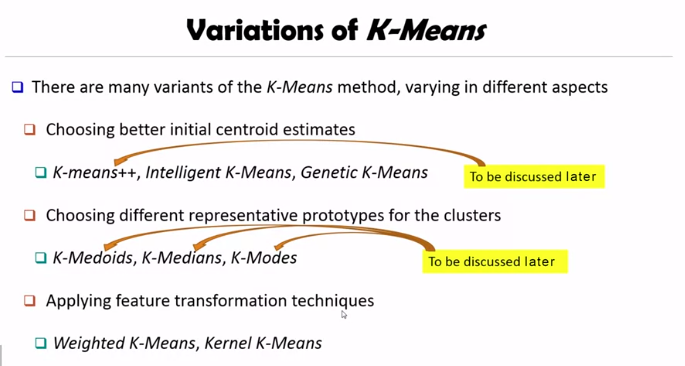 Variations of K-Means
There are many variants of the K-Means method, varying in different aspects
Choosing better initial centroid estimates
K-means++, Intelligent K-Means, Genetic K-Means
To be discussed later
Choosing different representative prototypes for the clusters
K-Medoids, K-Medians, K-Modes
To be discussed later
Applying feature transformation techniques
Weighted K-Means, Kernel K-Means